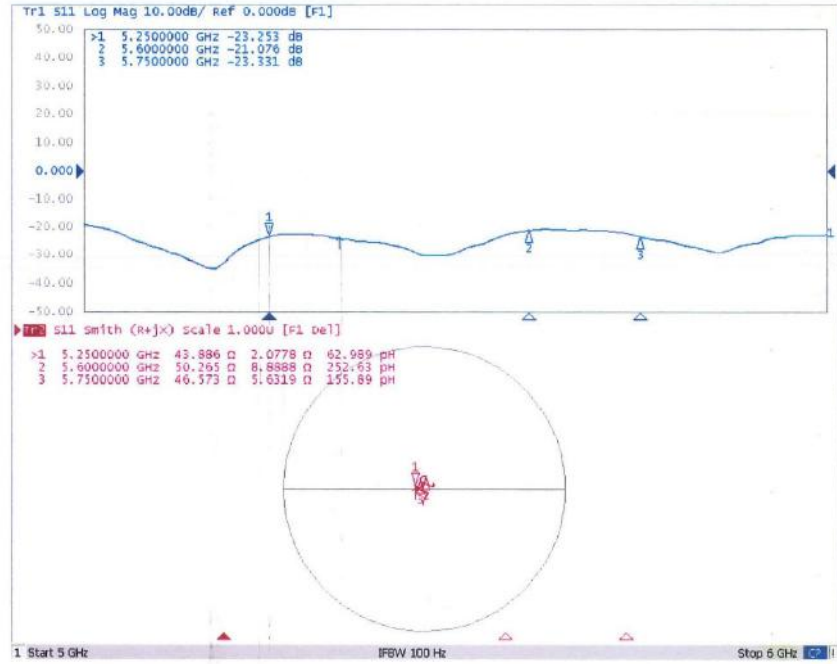 Tr1 S11 Log Mag 10.00dB/ Ref 0.000dB [F1]
50.00
>1 5.2500000 GHz -23.253 dB
2 5.6000000 GHz -21.076 dB
3 5.7500000 GHz -23.331 dB
40.00
30.00
20.00
10.00
0.000
-10.00
-20.00
-30.00
-40.00
-50.00
1
2
3
1
Tr2 S11 Smith (R+jX) Scale 1.000U [F1 Del]
>1 5.2500000 GHz 43.886 Ω 2.0778 Ω 62.989 pH
2 5.6000000 GHz 50.265 Ω 8.8888 Ω 252.63 pH
3 5.7500000 GHz 46.573 Ω 5.6319 Ω 155.89 pH
1
1 Start 5 GHz IFBW 100 Hz Stop 6 GHz C?